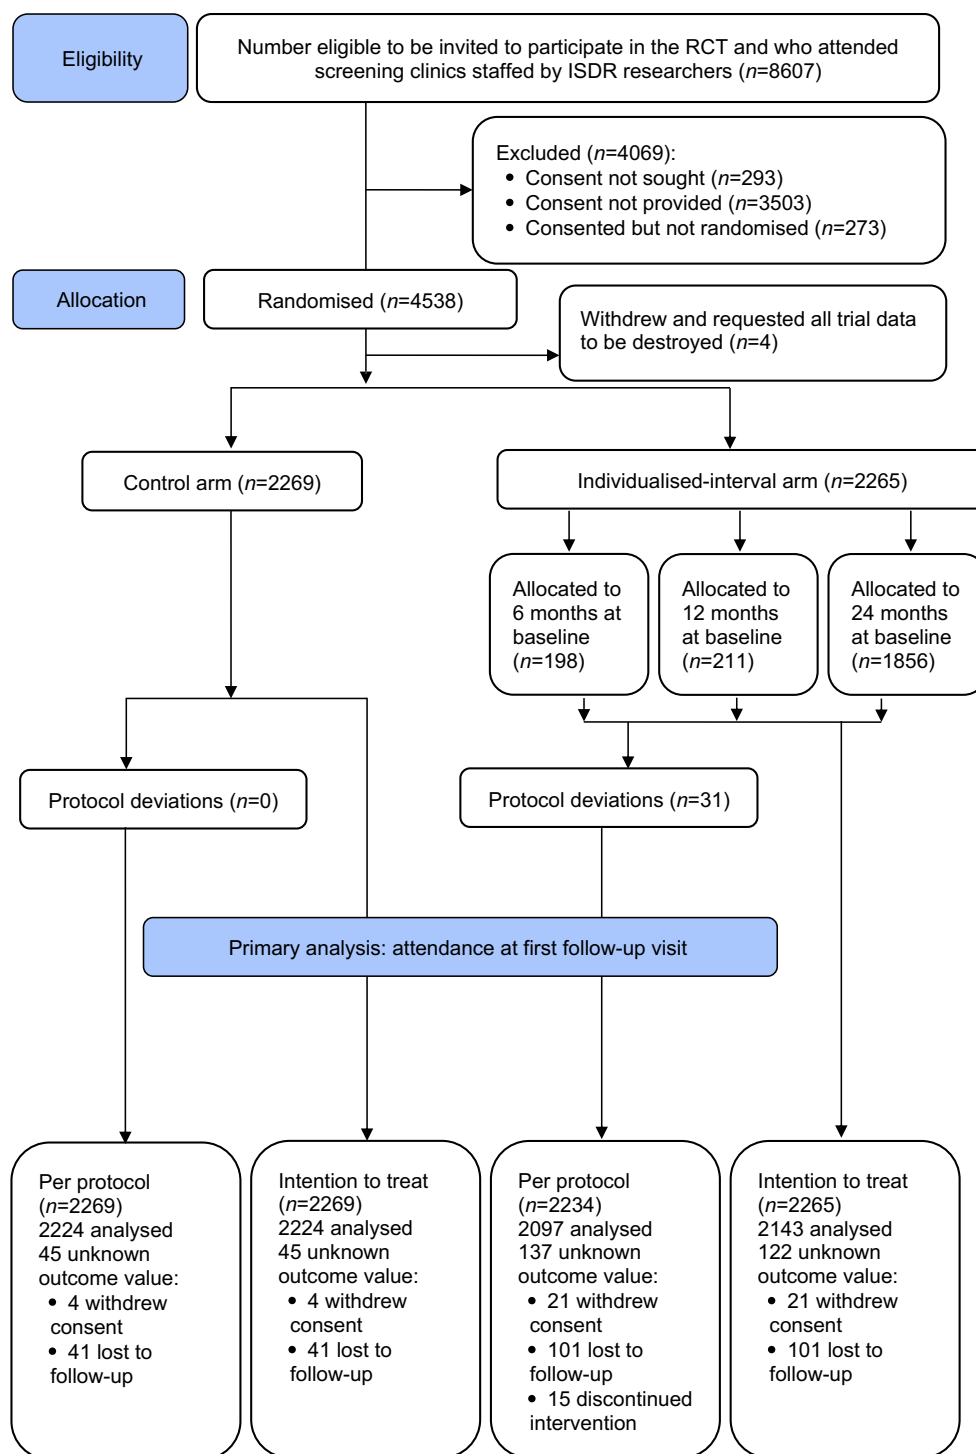 Eligibility
Number eligible to be invited to participate in the RCT and who attended
screening clinics staffed by ISDR researchers (n=8607)
Excluded (n=4069):
• Consent not sought (n=293)
• Consent not provided (n=3503)
• Consented but not randomised (n=273)
Allocation
Randomised (n=4538)
Withdrew and requested all trial data
to be destroyed (n=4)
Control arm (n=2269)
Individualised-interval arm (n=2265)
Allocated to
6 months at
baseline
(n=198)
Allocated to
12 months
at baseline
(n=211)
Allocated to
24 months
at baseline
(n=1856)
Protocol deviations (n=0)
Protocol deviations (n=31)
Primary analysis: attendance at first follow-up visit
Per protocol
(n=2269)
2224 analysed
45 unknown
outcome value:
• 4 withdrew
consent
• 41 lost to
follow-up
Intention to treat
(n=2269)
2224 analysed
45 unknown
outcome value:
• 4 withdrew
consent
• 41 lost to
follow-up
Per protocol
(n=2234)
2097 analysed
137 unknown
outcome value:
• 21 withdrew
consent
• 101 lost to
follow-up
• 15 discontinued
intervention
Intention to treat
(n=2265)
2143 analysed
122 unknown
outcome value:
• 21 withdrew
consent
• 101 lost to
follow-up